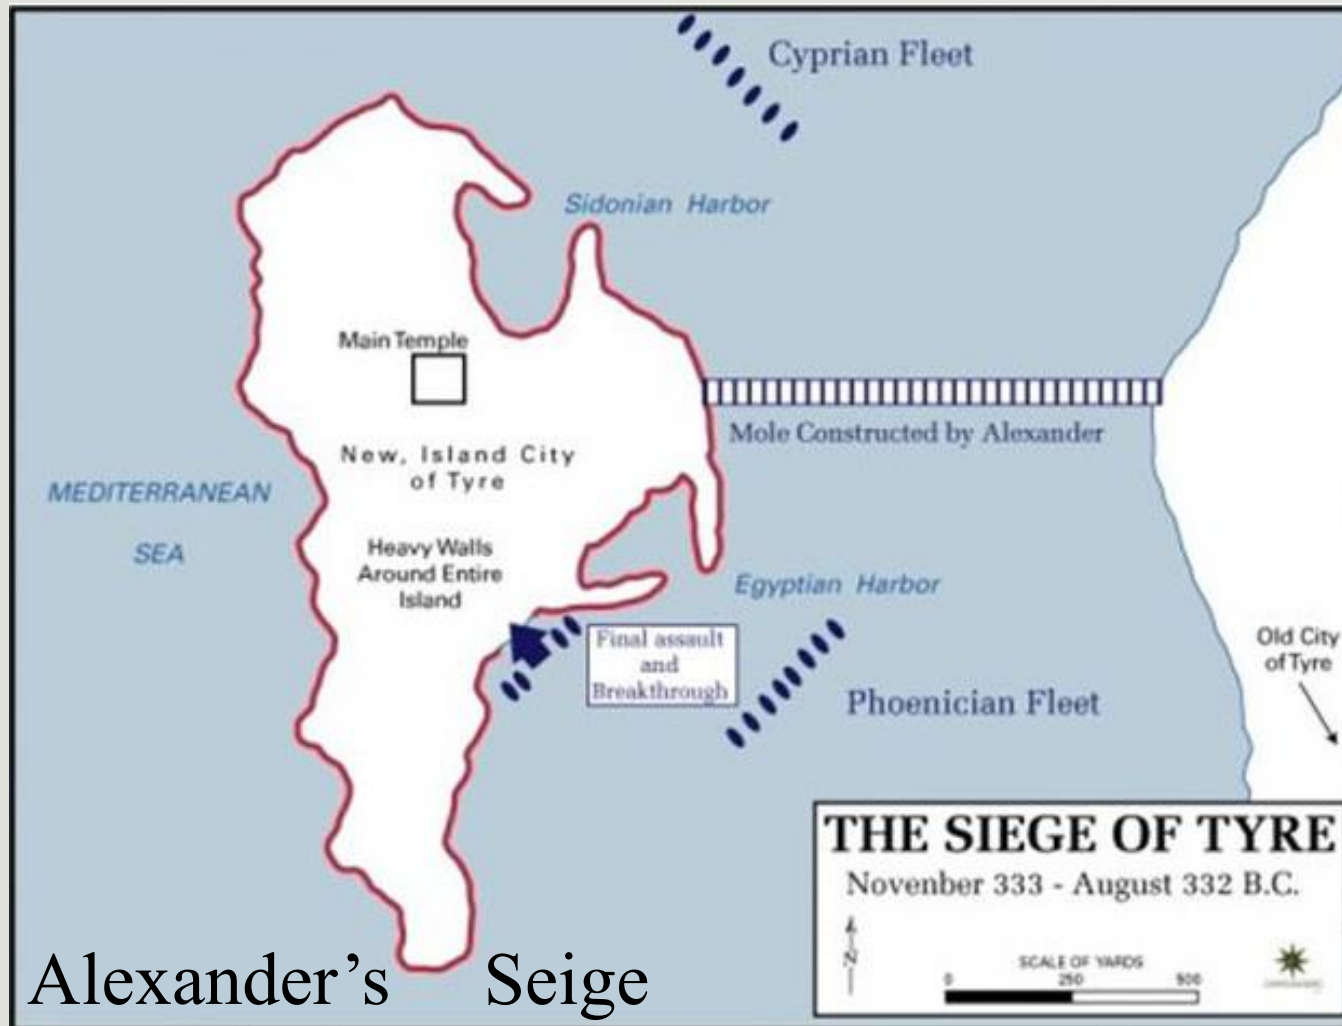 Cyprian Fleet
Sidonian Harbor
Main Temple
Mole Constructed by Alexander
New, Island City
of Tyre
MEDITERRANEAN
SEA
Heavy Walls
Around Entire
Island
Egyptian Harbor
Final assault
and
Breakthrough
Phoenician Fleet
Old City
of Tyre
THE SIEGE OF TYRE
Novenber 333 - August 332 B.C.
N
SCALE OF YARDS
0 250 500
Alexander’s Seige